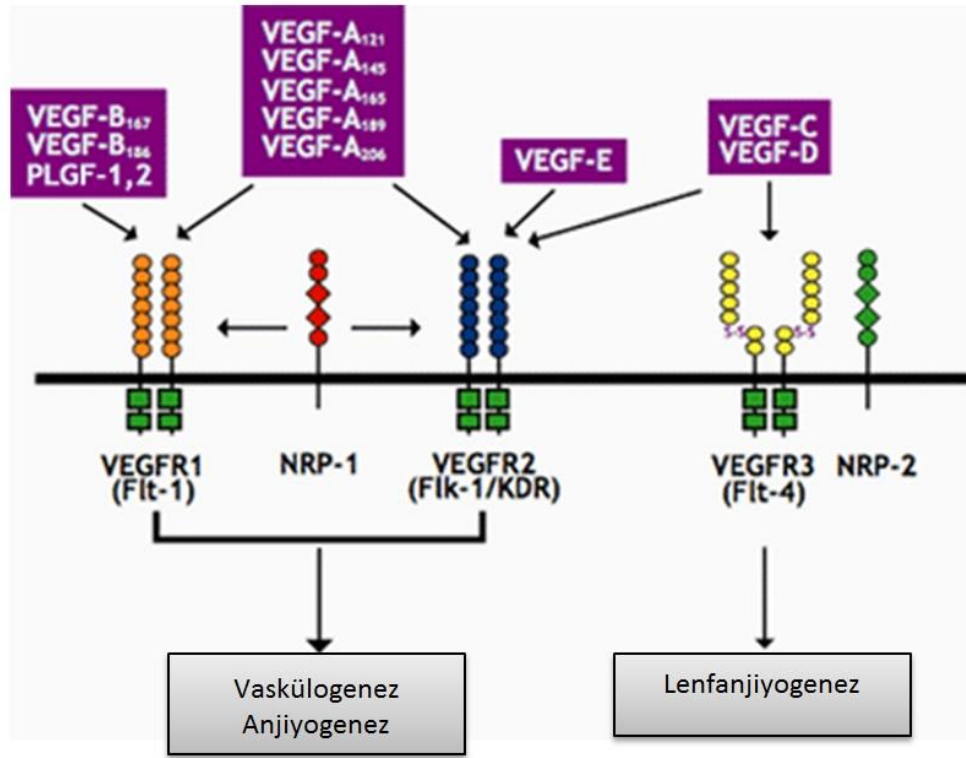 VEGF-A₁₂₁
VEGF-A₁₄₅
VEGF-A₁₆₅
VEGF-A₁₈₉
VEGF-A₂₀₆
VEGF-B₁₆₇
VEGF-B₁₈₆
PLGF-1,2
VEGF-E
VEGF-C
VEGF-D
S-S
S-S
VEGFR1
(Flt-1)
NRP-1
VEGFR2
(Flk-1/KDR)
VEGFR3
(Flt-4)
NRP-2
Vaskülogenez
Anjiyogenez
Lenfanjiyogenez